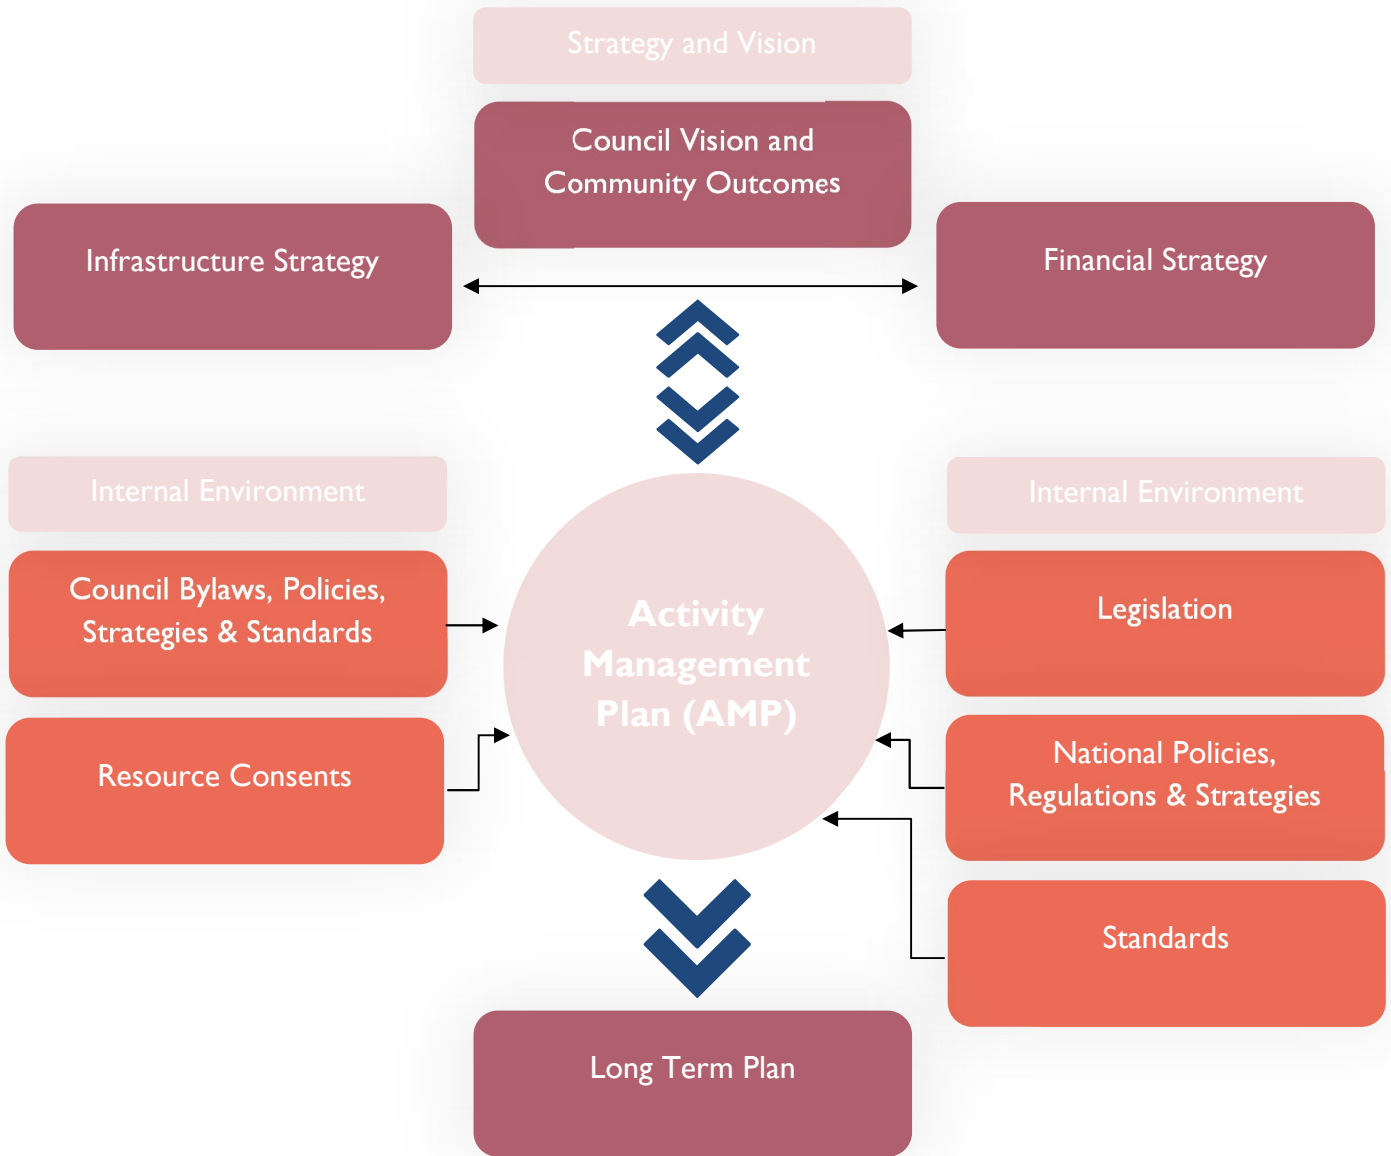 Strategy and Vision
Council Vision and
Community Outcomes
Infrastructure Strategy
Financial Strategy
Internal Environment
Council Bylaws, Policies,
Strategies & Standards
Resource Consents
Activity
Management
Plan (AMP)
Internal Environment
Legislation
National Policies,
Regulations & Strategies
Standards
Long Term Plan